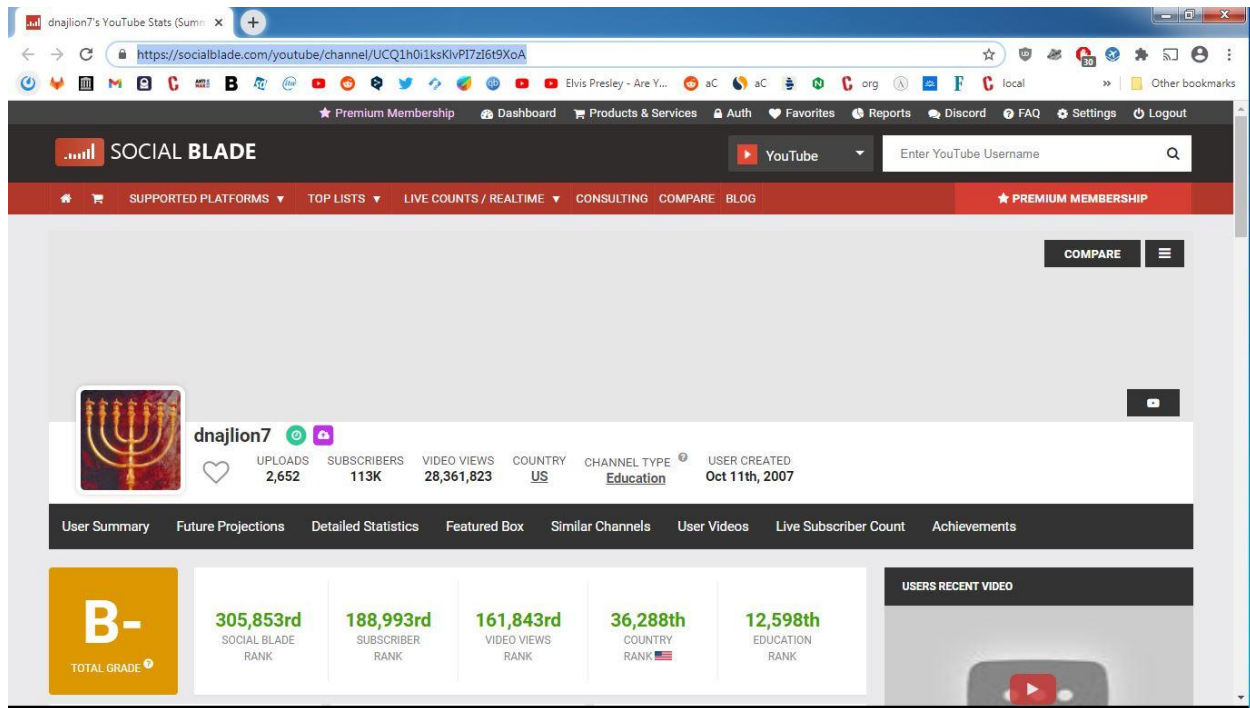 dnajlion7's YouTube Stats (Summ
https://socialblade.com/youtube/channel/UCQ1h0i1ksKlvPI7zI6t9XoA
Elvis Presley - Are Y... aC aC org local » Other bookmarks
Premium Membership Dashboard Products & Services Auth Favorites Reports Discord FAQ Settings Logout
SOCIAL BLADE YouTube Enter YouTube Username
SUPPORTED PLATFORMS TOP LISTS LIVE COUNTS / REALTIME CONSULTING COMPARE BLOG PREMIUM MEMBERSHIP
COMPARE
dnajlion7
UPLOADS SUBSCRIBERS VIDEO VIEWS COUNTRY CHANNEL TYPE USER CREATED
2,652 113K 28,361,823 US Education Oct 11th, 2007
User Summary Future Projections Detailed Statistics Featured Box Similar Channels User Videos Live Subscriber Count Achievements
USERS RECENT VIDEO
B-
TOTAL GRADE
305,853rd 188,993rd 161,843rd 36,288th 12,598th
SOCIAL BLADE SUBSCRIBER VIDEO VIEWS COUNTRY EDUCATION
RANK RANK RANK RANK RANK